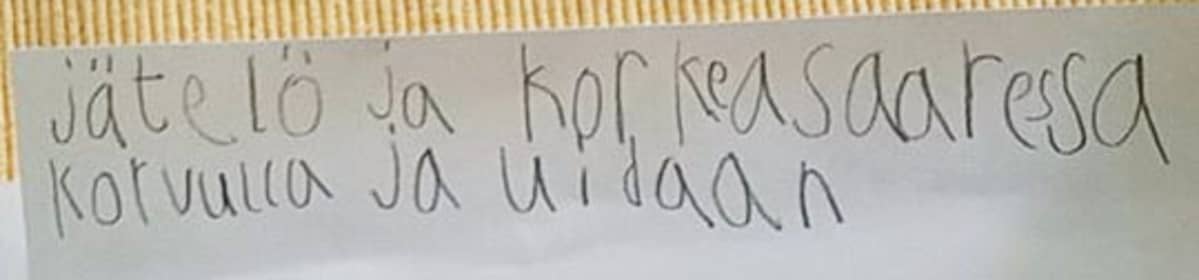 jätelö ja korkeasaaressa
korvulla ja uidaan